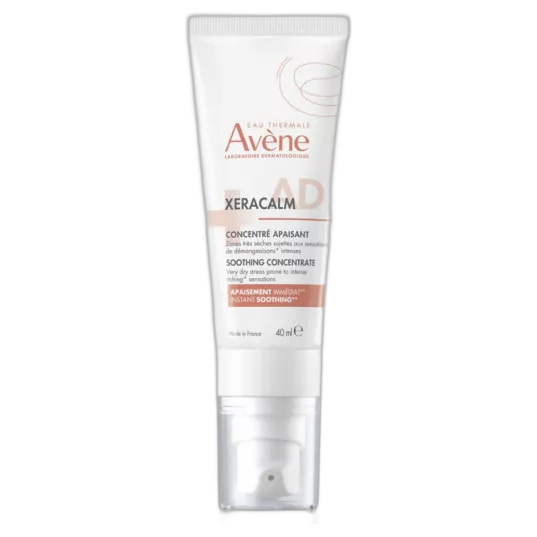 EAU THERMALE
Avène
LABORATOIRE DERMATOLOGIQUE
+ AD
XERACALM
CONCENTRÉ APAISANT
Zones très sèches sujettes aux sensations
de démangeaisons* intenses
SOOTHING CONCENTRATE
Very dry areas prone to intense
itching* sensations
APAISEMENT IMMÉDIAT**
INSTANT SOOTHING**
Made in France
40 ml ℮